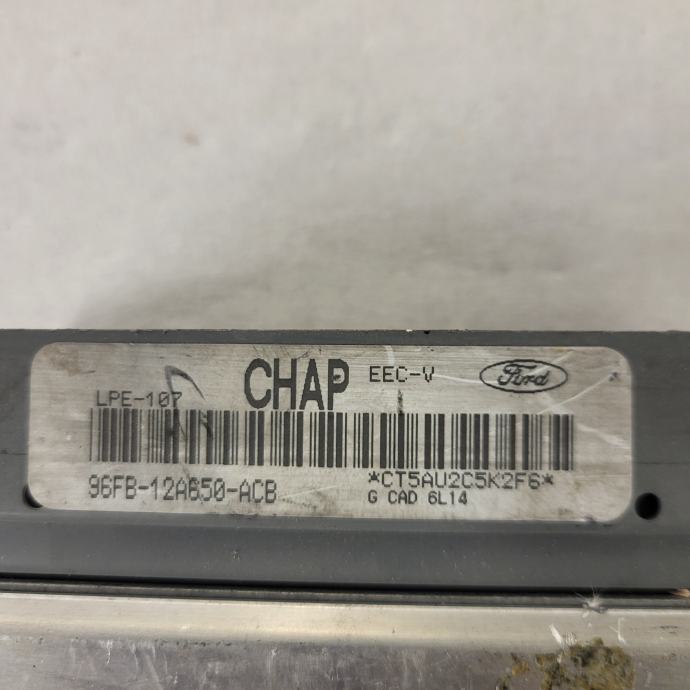 CHAP EEC-V Ford
LPE-107
96FB-12A650-ACB *CT5AU2C5K2F6*
G CAD 6L14